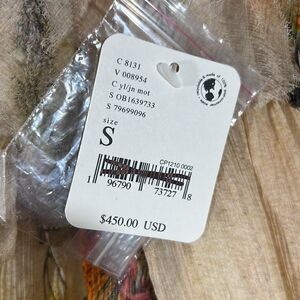 C 8131
V 008954
C yl/jn mot
S OB1639733
S 79699096
size
S
CP1210 0002
1 96790 73727 8
$450.00 USD